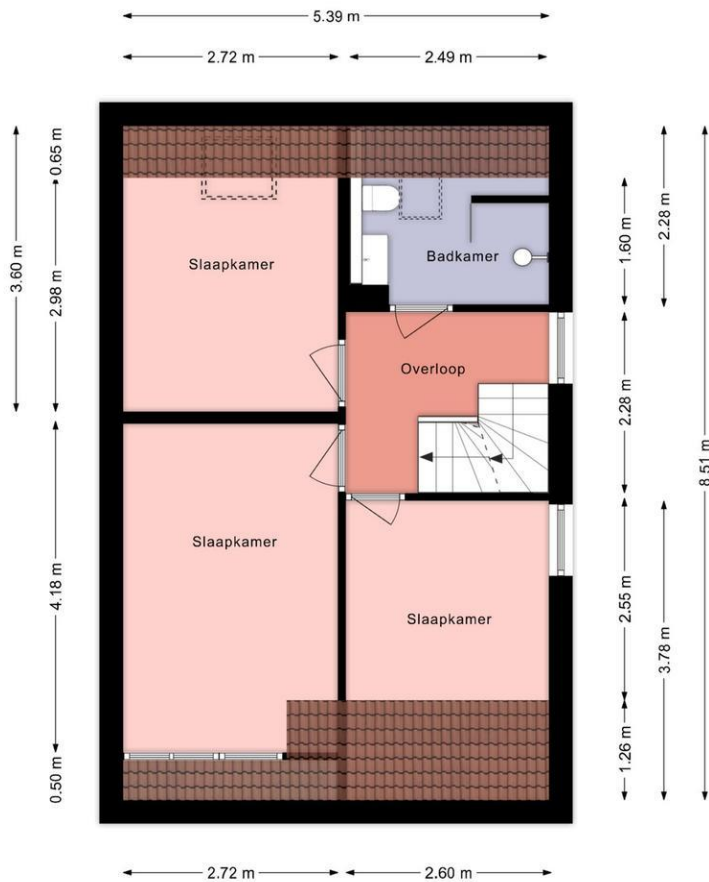 5.39 m
2.72 m
2.49 m
0.65 m
3.60 m
2.98 m
1.60 m
2.28 m
Slaapkamer
Badkamer
Overloop
2.28 m
8.51 m
Slaapkamer
4.18 m
Slaapkamer
2.55 m
3.78 m
1.26 m
0.50 m
2.72 m
2.60 m